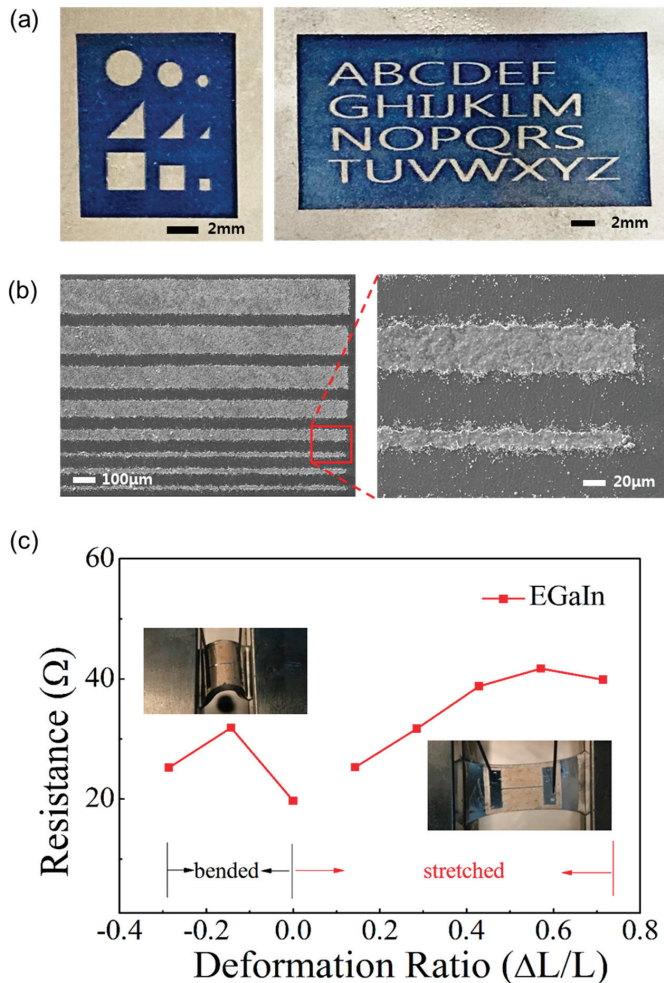 (a)
2mm
ABCDEF
GHIJKLM
NOPQRS
TUVWXYZ
2mm
(b)
100μm
20μm
(c)
60
40
20
Resistance (Ω)
EGaIn
bended
stretched
-0.4 -0.2 0.0 0.2 0.4 0.6 0.8
Deformation Ratio (ΔL/L)